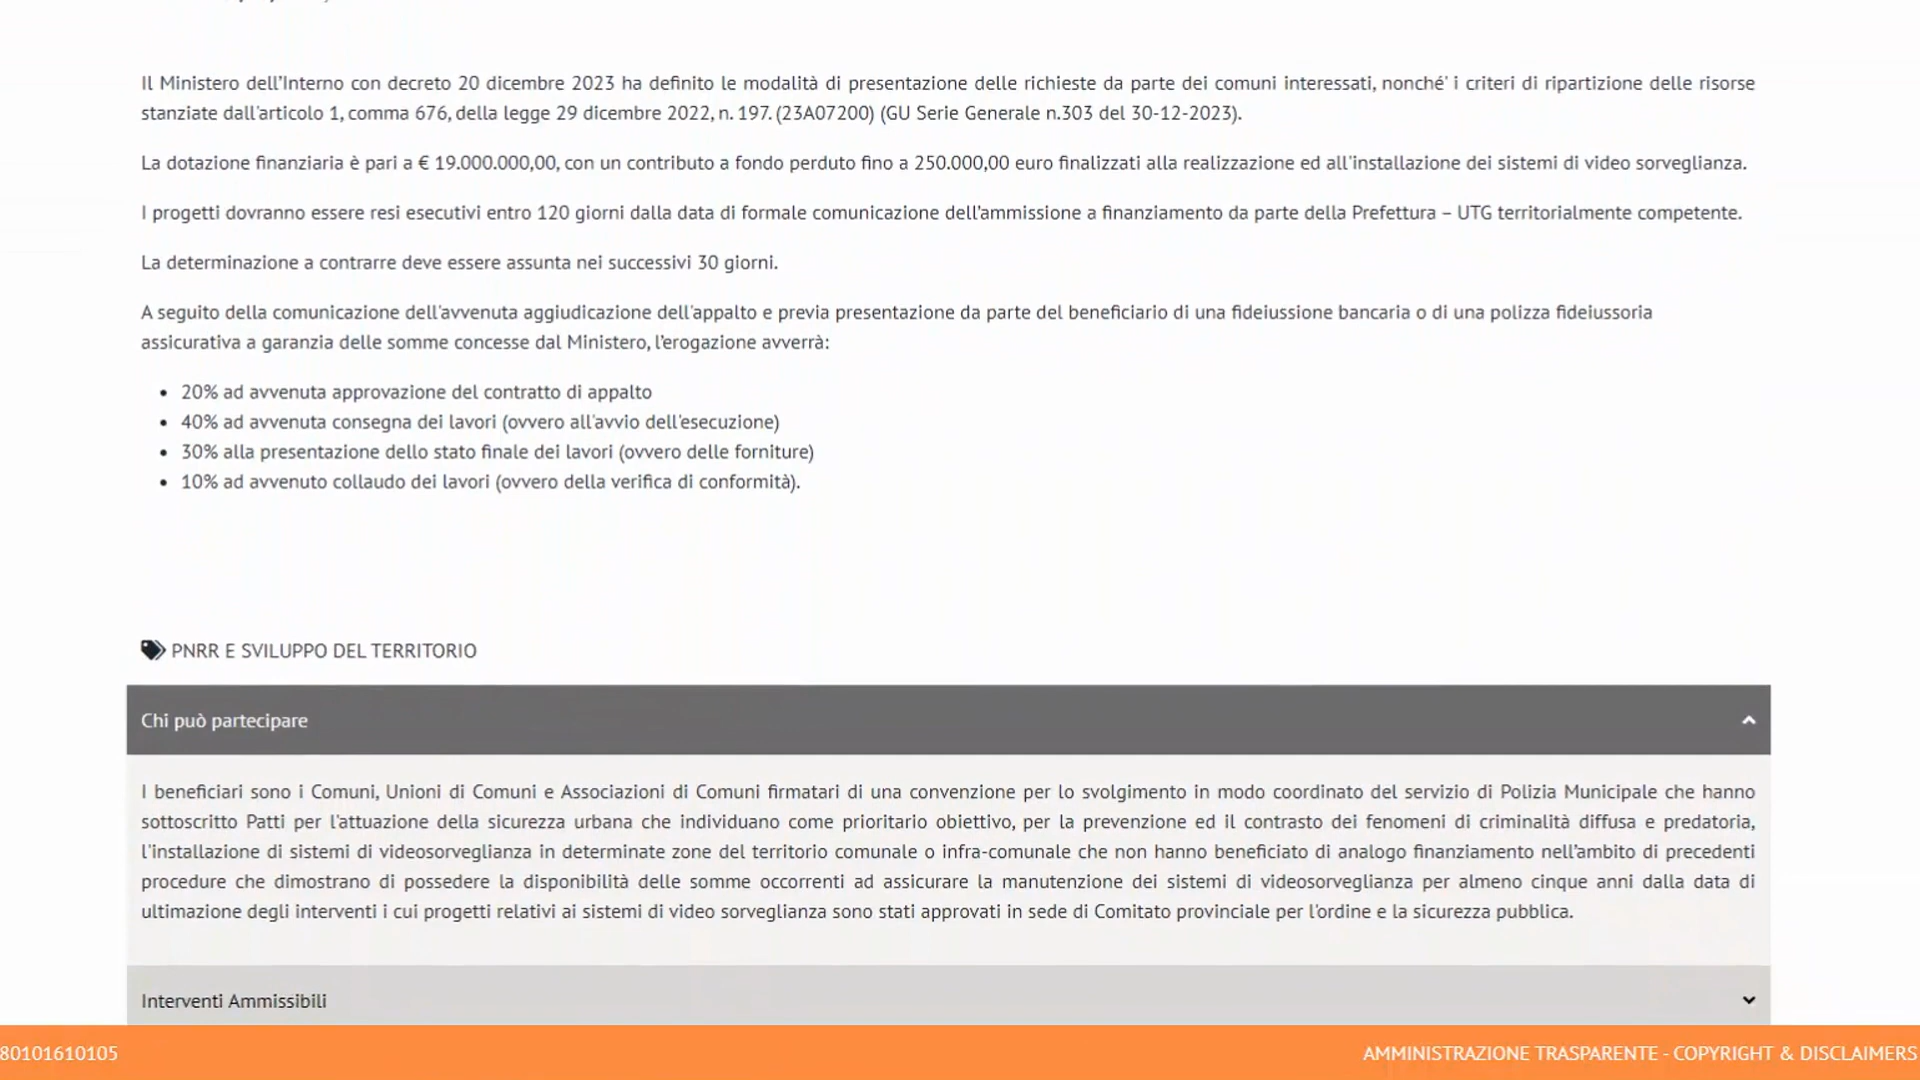 Il Ministero dell'Interno con decreto 20 dicembre 2023 ha definito le modalità di presentazione delle richieste da parte dei comuni interessati, nonché' i criteri di ripartizione delle risorse
stanziate dall'articolo 1, comma 676, della legge 29 dicembre 2022, n. 197. (23A07200) (GU Serie Generale n.303 del 30-12-2023).
La dotazione finanziaria è pari a € 19.000.000,00, con un contributo a fondo perduto fino a 250.000,00 euro finalizzati alla realizzazione ed all'installazione dei sistemi di video sorveglianza.
I progetti dovranno essere resi esecutivi entro 120 giorni dalla data di formale comunicazione dell'ammissione a finanziamento da parte della Prefettura – UTG territorialmente competente.
La determinazione a contrarre deve essere assunta nei successivi 30 giorni.
A seguito della comunicazione dell'avvenuta aggiudicazione dell'appalto e previa presentazione da parte del beneficiario di una fideiussione bancaria o di una polizza fideiussoria
assicurativa a garanzia delle somme concesse dal Ministero, l'erogazione avverrà:
• 20% ad avvenuta approvazione del contratto di appalto
• 40% ad avvenuta consegna dei lavori (ovvero all'avvio dell'esecuzione)
• 30% alla presentazione dello stato finale dei lavori (ovvero delle forniture)
• 10% ad avvenuto collaudo dei lavori (ovvero della verifica di conformità).
PNRR E SVILUPPO DEL TERRITORIO
Chi può partecipare
I beneficiari sono i Comuni, Unioni di Comuni e Associazioni di Comuni firmatari di una convenzione per lo svolgimento in modo coordinato del servizio di Polizia Municipale che hanno
sottoscritto Patti per l'attuazione della sicurezza urbana che individuano come prioritario obiettivo, per la prevenzione ed il contrasto dei fenomeni di criminalità diffusa e predatoria,
l'installazione di sistemi di videosorveglianza in determinate zone del territorio comunale o infra-comunale che non hanno beneficiato di analogo finanziamento nell'ambito di precedenti
procedure che dimostrano di possedere la disponibilità delle somme occorrenti ad assicurare la manutenzione dei sistemi di videosorveglianza per almeno cinque anni dalla data di
ultimazione degli interventi i cui progetti relativi ai sistemi di video sorveglianza sono stati approvati in sede di Comitato provinciale per l'ordine e la sicurezza pubblica.
Interventi Ammissibili
80101610105
AMMINISTRAZIONE TRASPARENTE - COPYRIGHT & DISCLAIMERS